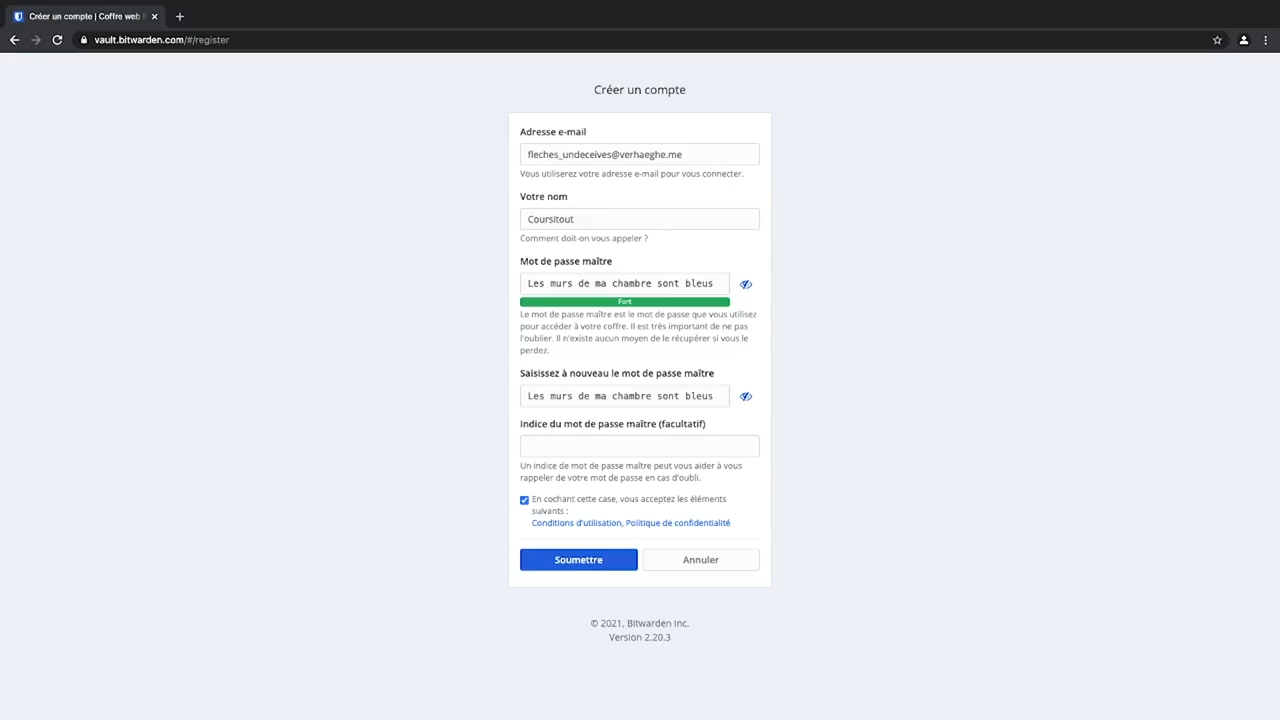 Créer un compte | Coffre web
vault.bitwarden.com/#/register
Créer un compte
Adresse e-mail
fleches_undeceives@verhaeghe.me
Vous utiliserez votre adresse e-mail pour vous connecter.
Votre nom
Coursitout
Comment doit-on vous appeler ?
Mot de passe maître
Les murs de ma chambre sont bleus
Fort
Le mot de passe maître est le mot de passe que vous utilisez
pour accéder à votre coffre. Il est très important de ne pas
l'oublier. Il n'existe aucun moyen de le récupérer si vous le
perdez.
Saisissez à nouveau le mot de passe maître
Les murs de ma chambre sont bleus
Indice du mot de passe maître (facultatif)
Un indice de mot de passe maître peut vous aider à vous
rappeler de votre mot de passe en cas d'oubli.
En cochant cette case, vous acceptez les éléments
suivants :
Conditions d'utilisation, Politique de confidentialité
Soumettre
Annuler
© 2021, Bitwarden Inc.
Version 2.20.3